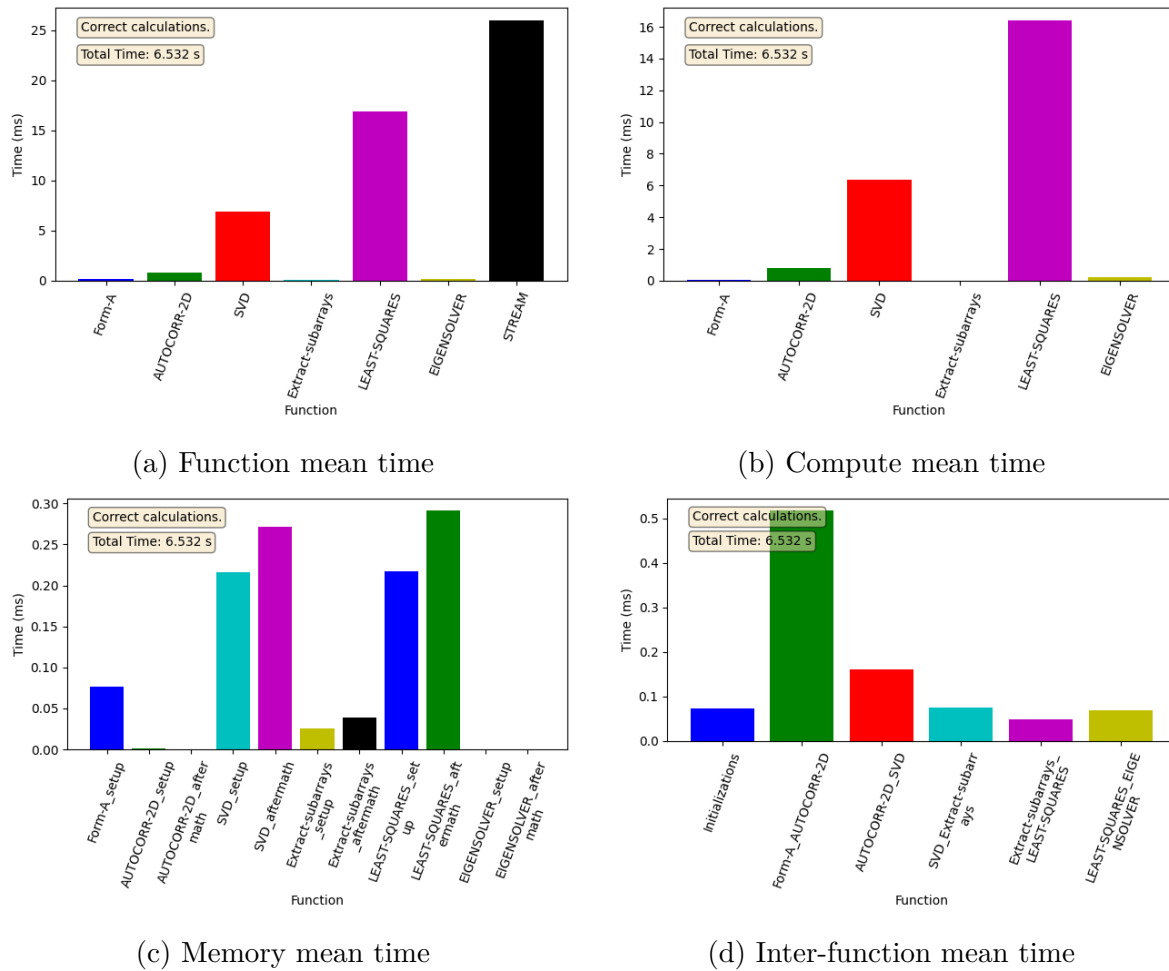 Correct calculations.
Total Time: 6.532 s
25
20
15
10
5
0
Time (ms)
Form-A
AUTOCORR-2D
SVD
Extract-subarrays
LEAST-SQUARES
EIGENSOLVER
STREAM
Function
(a) Function mean time
Correct calculations.
Total Time: 6.532 s
16
14
12
10
8
6
4
2
0
Time (ms)
Form-A
AUTOCORR-2D
SVD
Extract-subarrays
LEAST-SQUARES
EIGENSOLVER
Function
(b) Compute mean time
Correct calculations.
Total Time: 6.532 s
0.30
0.25
0.20
0.15
0.10
0.05
0.00
Time (ms)
Form-A_setup
AUTOCORR-2D_setup
AUTOCORR-2D_after
math
SVD_setup
SVD_aftermath
Extract-subarrays
_setup
Extract-subarrays
_aftermath
LEAST-SQUARES_set
up
LEAST-SQUARES_aft
ermath
EIGENSOLVER_setup
EIGENSOLVER_after
math
Function
(c) Memory mean time
Correct calculations.
Total Time: 6.532 s
0.5
0.4
0.3
0.2
0.1
0.0
Time (ms)
Initializations
Form-A_AUTOCORR-2D
AUTOCORR-2D_SVD
SVD_Extract-subarr
ays
Extract-subarrays_
LEAST-SQUARES
LEAST-SQUARES_EIGE
NSOLVER
Function
(d) Inter-function mean time